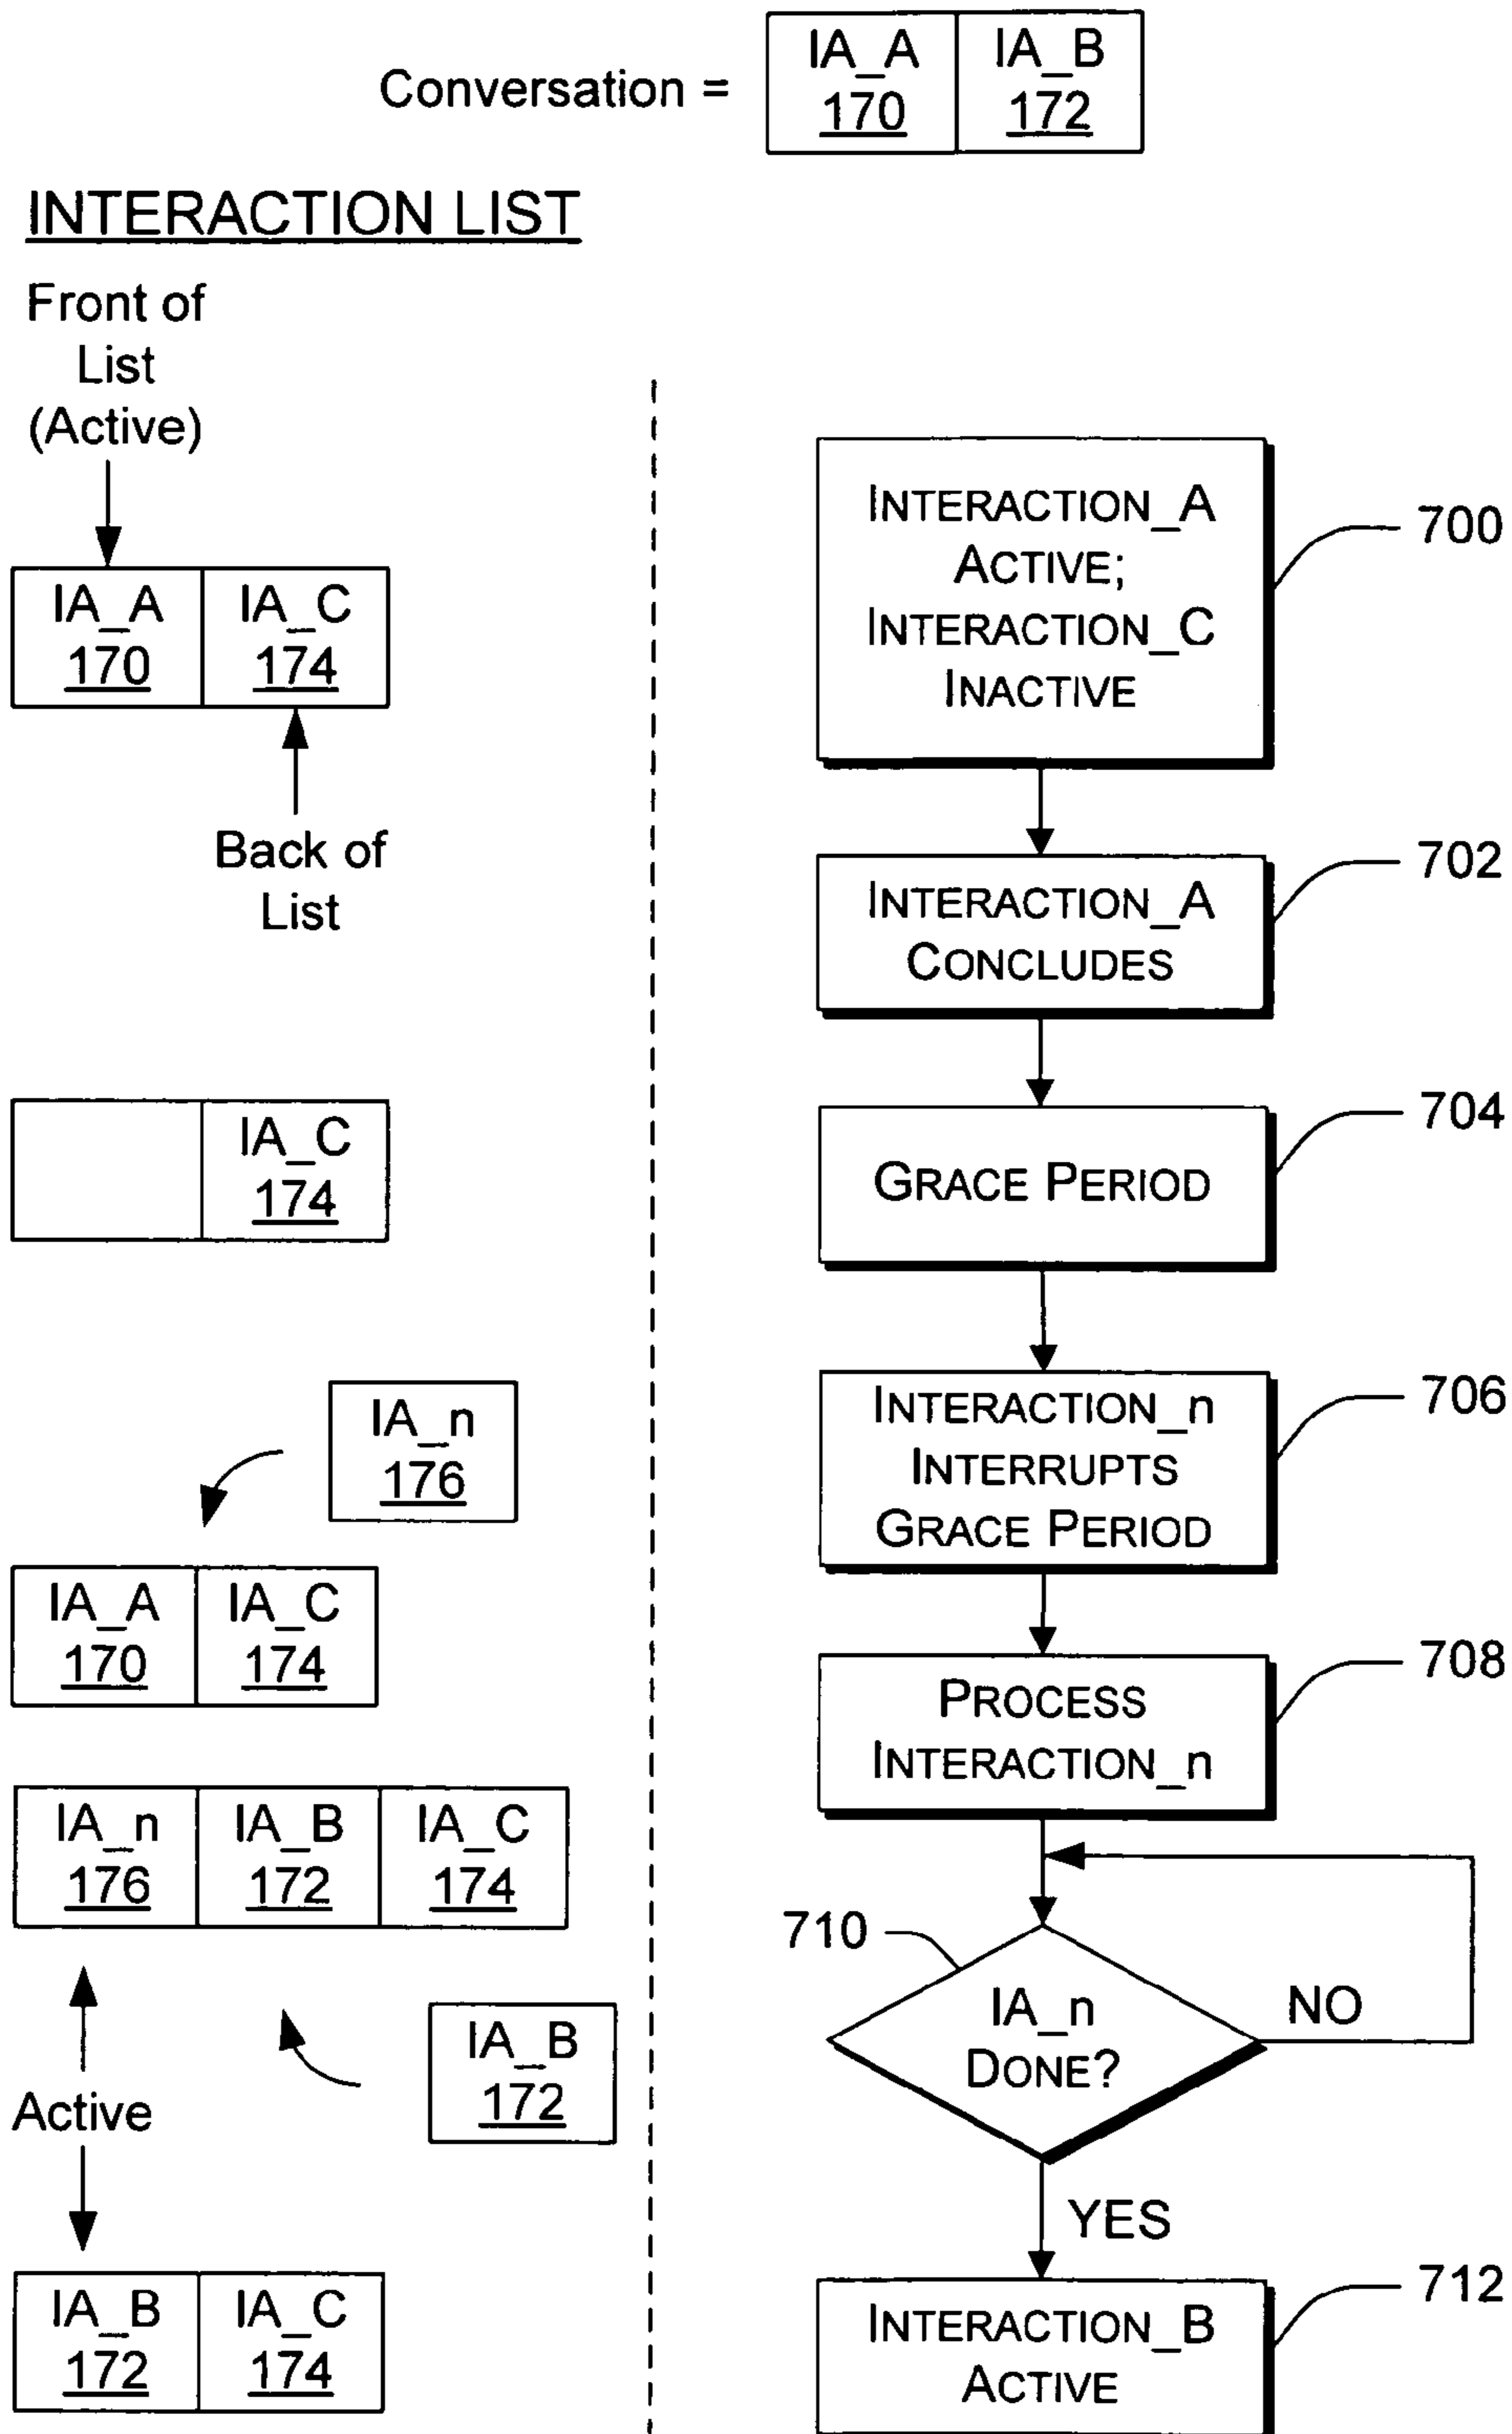 Conversation =
IA_A
170
IA_B
172
INTERACTION LIST
Front of
List
(Active)
IA_A
170
IA_C
174
Back of
List
IA_C
174
IA_n
176
IA_A
170
IA_C
174
IA_n
176
IA_B
172
IA_C
174
IA_B
172
Active
IA_B
172
IA_C
174
INTERACTION_A
ACTIVE;
INTERACTION_C
INACTIVE
700
INTERACTION_A
CONCLUDES
702
GRACE PERIOD
704
INTERACTION_n
INTERRUPTS
GRACE PERIOD
706
PROCESS
INTERACTION_n
708
710
IA_n
DONE?
NO
YES
INTERACTION_B
ACTIVE
712